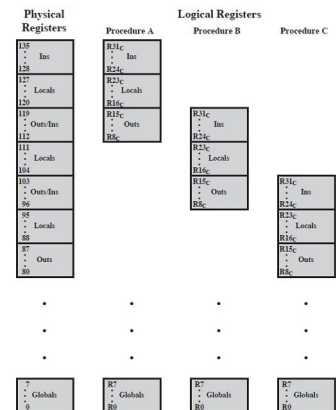 Physical Registers
135
Ins
128
127
Locals
120
119
Outs/Ins
112
111
Locals
104
103
Outs/Ins
96
95
Locals
88
87
Outs
80
7
Globals
0
Logical Registers
Procedure A
R31C
Ins
R24C
R23C
Locals
R16C
R15C
Outs
R8C
R7
Globals
R0
Procedure B
R31C
Ins
R24C
R23C
Locals
R16C
R15C
Outs
R8C
R7
Globals
R0
Procedure C
R31C
Ins
R24C
R23C
Locals
R16C
R15C
Outs
R8C
R7
Globals
R0